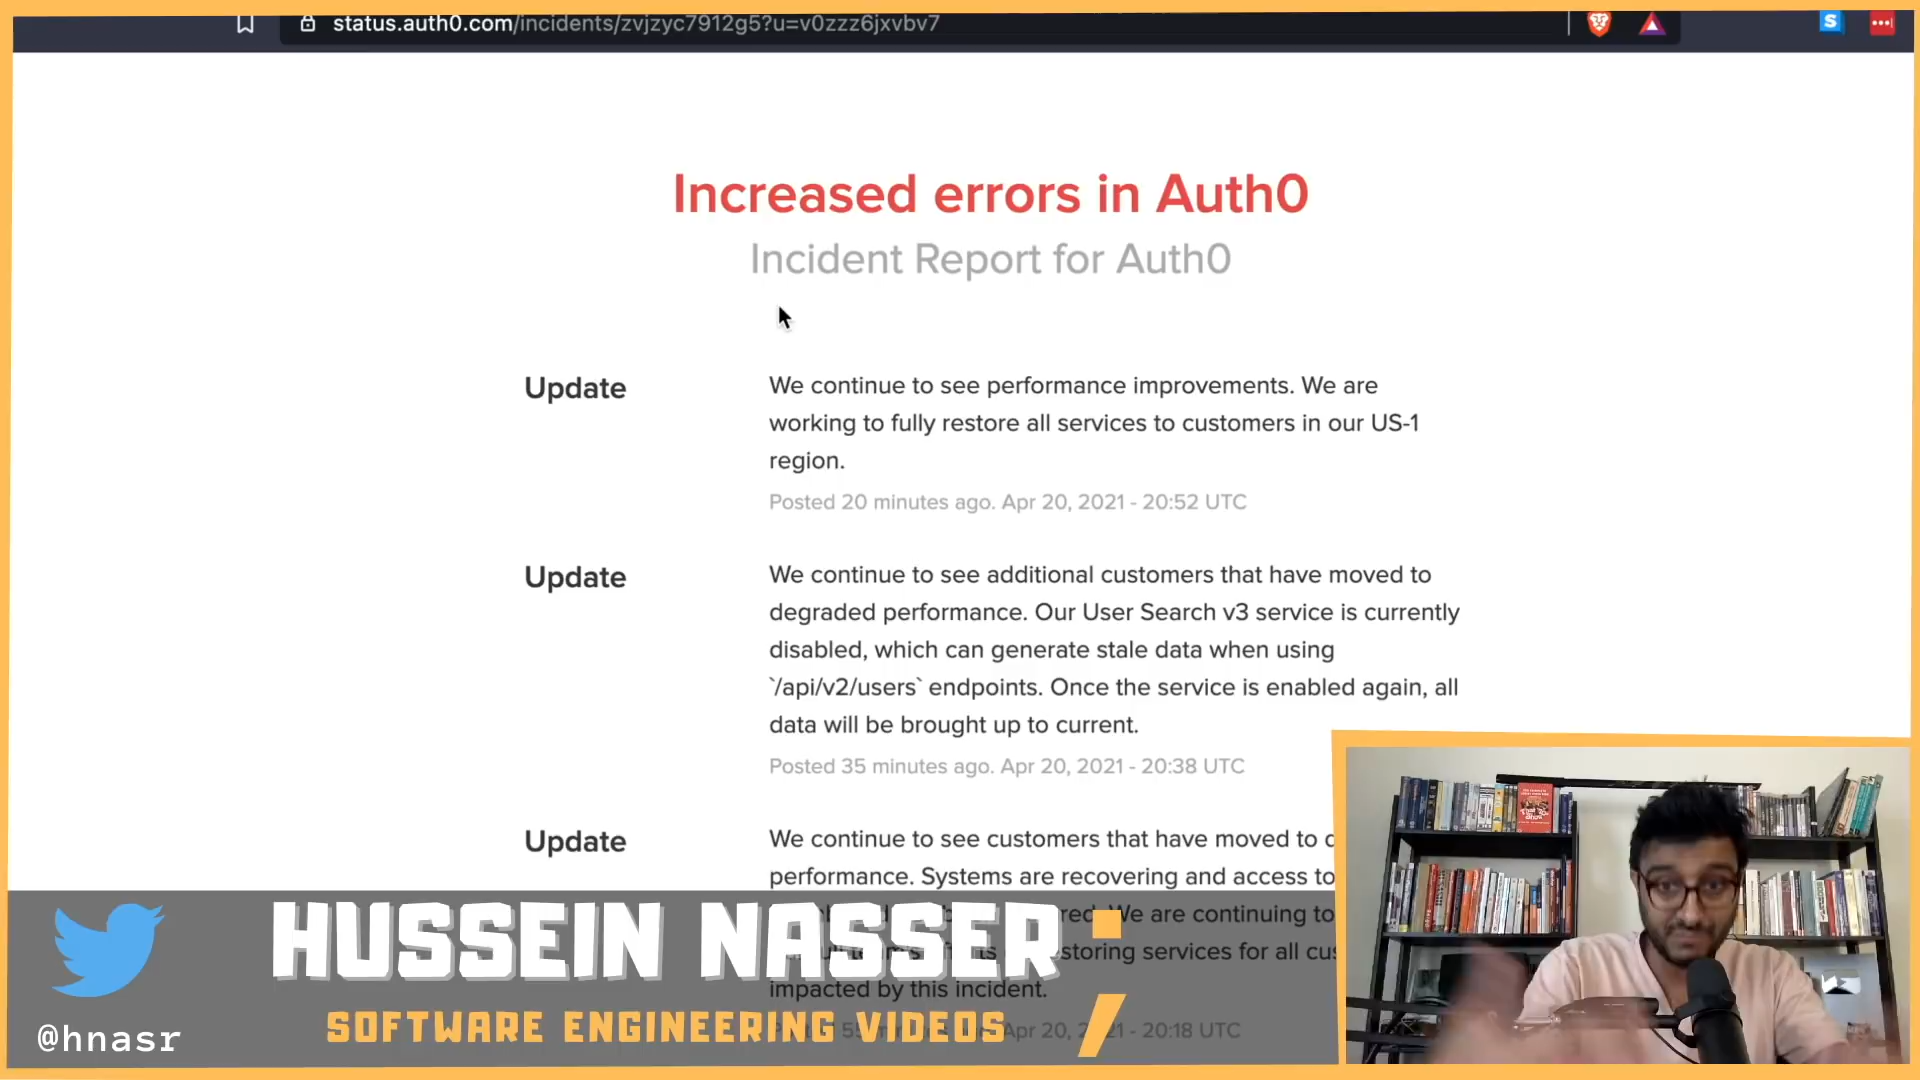 status.auth0.com/incidents/zvjzyc7912g5?u=v0zzz6jxvbv7
S
Increased errors in Auth0
Incident Report for Auth0
Update
We continue to see performance improvements. We are
working to fully restore all services to customers in our US-1
region.
Posted 20 minutes ago. Apr 20, 2021 - 20:52 UTC
Update
We continue to see additional customers that have moved to
degraded performance. Our User Search v3 service is currently
disabled, which can generate stale data when using
`/api/v2/users` endpoints. Once the service is enabled again, all
data will be brought up to current.
Posted 35 minutes ago. Apr 20, 2021 - 20:38 UTC
Update
We continue to see customers that have moved to d
performance. Systems are recovering and access to
We are continuing to
storing services for all cus
impacted by this incident.
Apr 20, 2021 - 20:18 UTC
HUSSEIN NASSER;
SOFTWARE ENGINEERING VIDEOS
@hnasr